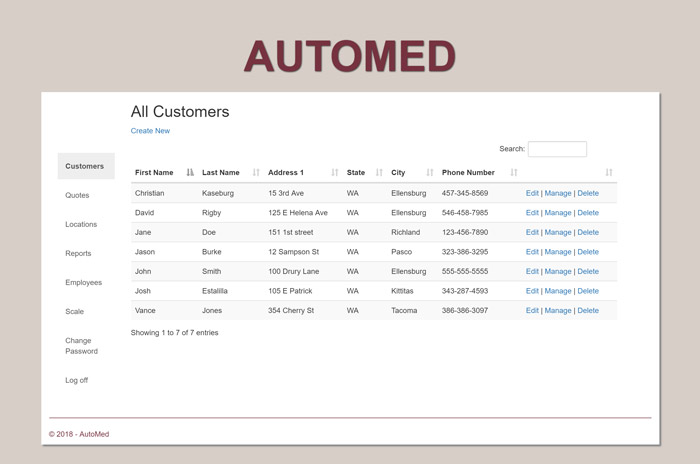 AUTOMED
All Customers
Create New
Search:
Customers
Quotes
Locations
Reports
Employees
Scale
Change
Password
Log off
First Name Last Name Address 1 State City Phone Number
Christian Kaseburg 15 3rd Ave WA Ellensburg 457-345-8569 Edit | Manage | Delete
David Rigby 125 E Helena Ave WA Ellensburg 546-458-7985 Edit | Manage | Delete
Jane Doe 151 1st street WA Richland 123-456-7890 Edit | Manage | Delete
Jason Burke 12 Sampson St WA Pasco 323-386-3295 Edit | Manage | Delete
John Smith 100 Drury Lane WA Ellensburg 555-555-5555 Edit | Manage | Delete
Josh Estalilla 105 E Patrick WA Kittitas 343-287-4593 Edit | Manage | Delete
Vance Jones 354 Cherry St WA Tacoma 386-386-3097 Edit | Manage | Delete
Showing 1 to 7 of 7 entries
© 2018 - AutoMed